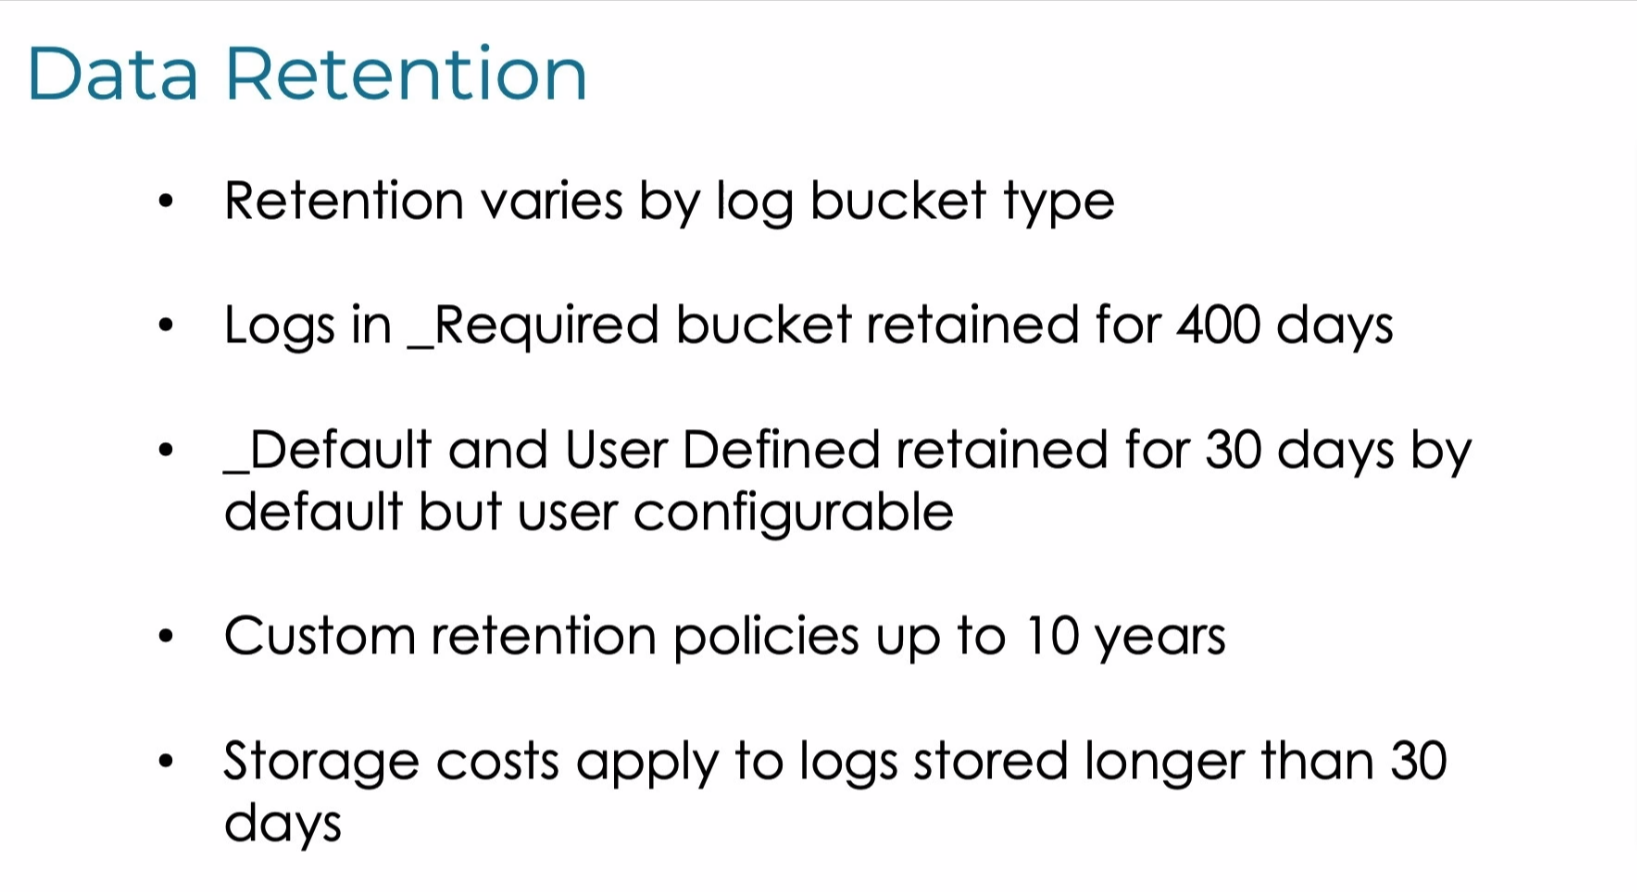 Data Retention
• Retention varies by log bucket type
• Logs in _Required bucket retained for 400 days
• _Default and User Defined retained for 30 days by
default but user configurable
• Custom retention policies up to 10 years
• Storage costs apply to logs stored longer than 30
days